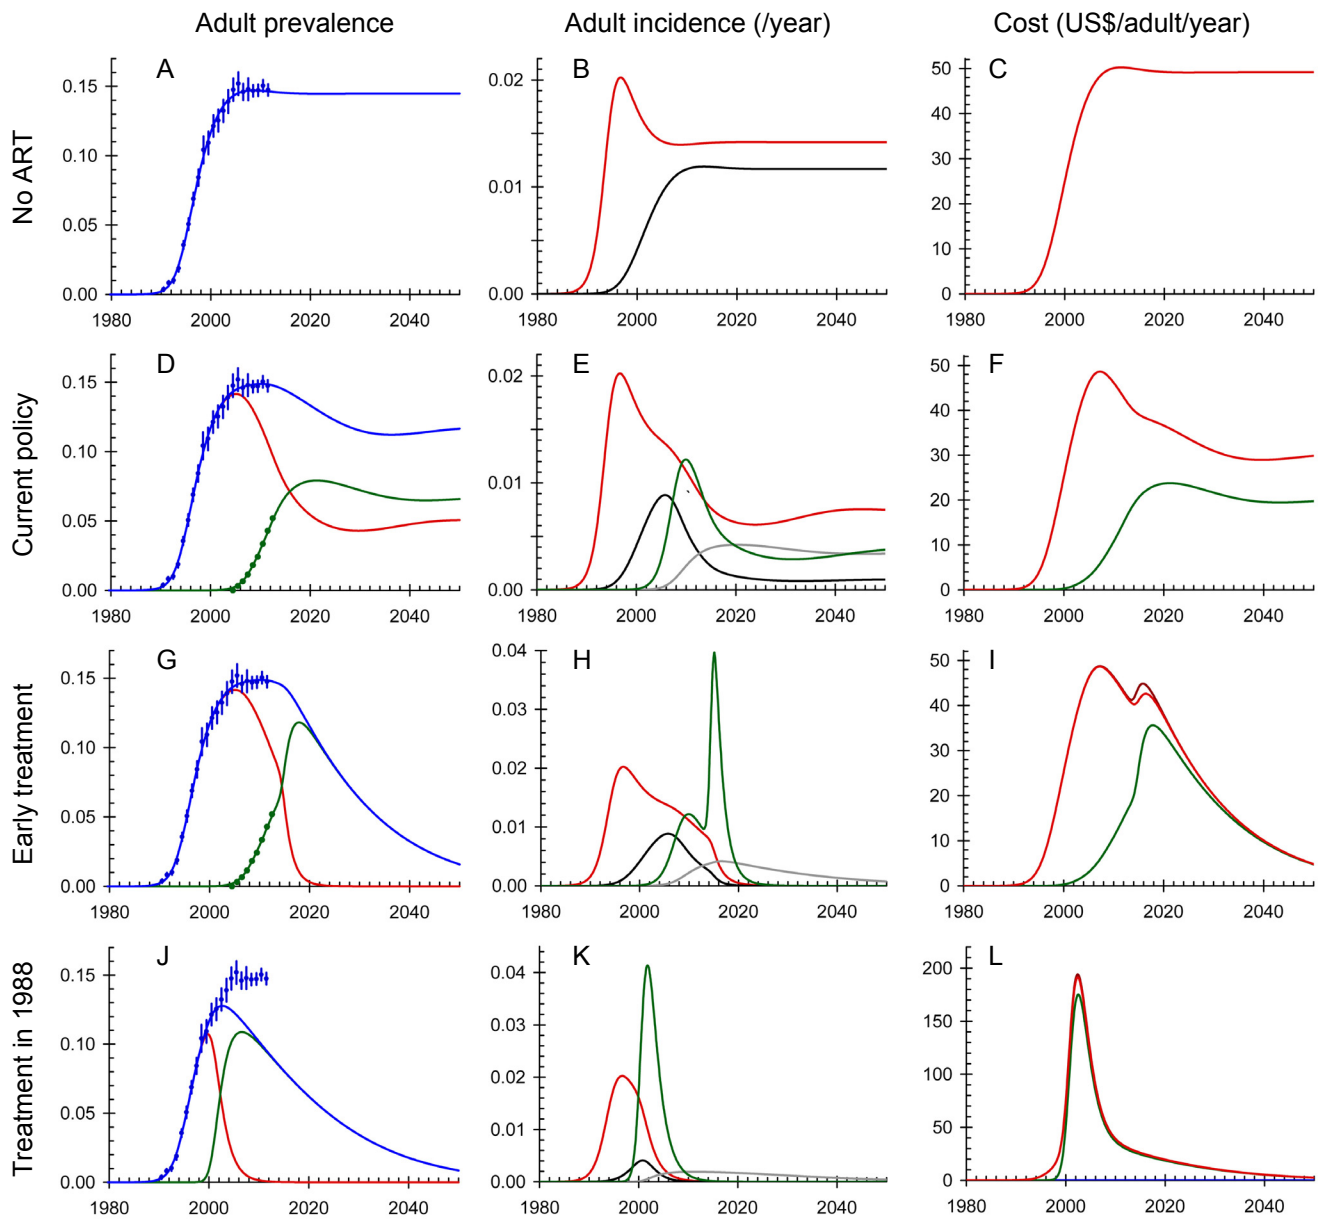 Adult prevalence Adult incidence (/year) Cost (US$/adult/year)
No ART
A
0.15
0.10
0.05
0.00
1980 2000 2020 2040
B
0.02
0.01
0.00
1980 2000 2020 2040
C
50
40
30
20
10
0
1980 2000 2020 2040
Current policy
D
0.15
0.10
0.05
0.00
1980 2000 2020 2040
E
0.02
0.01
0.00
1980 2000 2020 2040
F
50
40
30
20
10
0
1980 2000 2020 2040
Early treatment
G
0.15
0.10
0.05
0.00
1980 2000 2020 2040
H
0.04
0.03
0.02
0.01
0.00
1980 2000 2020 2040
I
50
40
30
20
10
0
1980 2000 2020 2040
Treatment in 1988
J
0.15
0.10
0.05
0.00
1980 2000 2020 2040
K
0.04
0.03
0.02
0.01
0.00
1980 2000 2020 2040
L
200
150
100
50
0
1980 2000 2020 2040